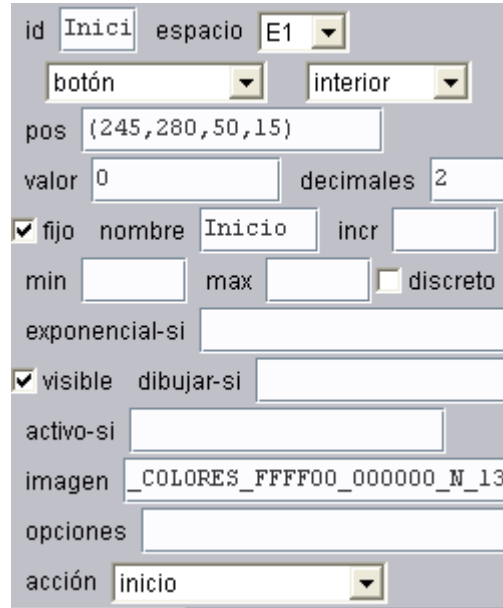 id Inici espacio E1
botón interior
pos (245,280,50,15)
valor 0 decimales 2
fijo nombre Inicio incr
min max discreto
exponencial-si
visible dibujar-si
activo-si
imagen _COLORES_FFFF00_000000_N_13
opciones
acción inicio